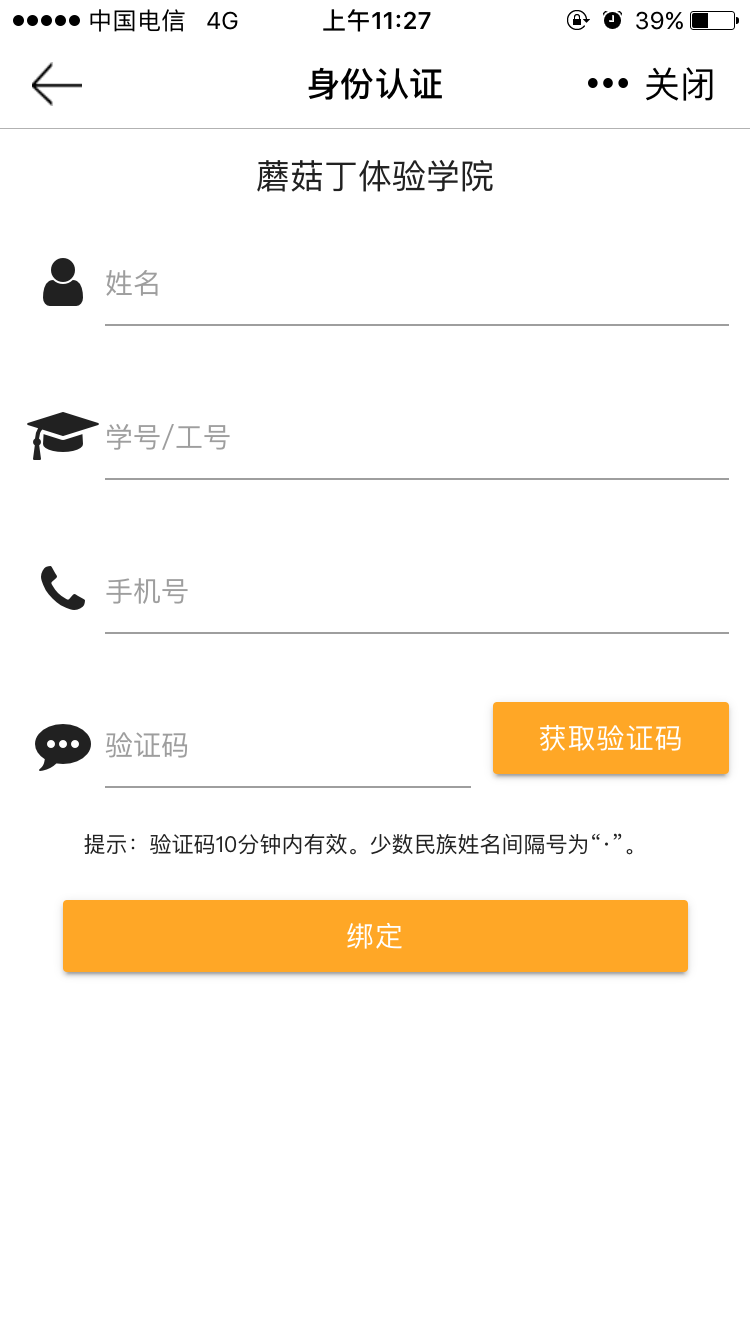 中国电信 4G 上午11:27 39%
身份认证 ••• 关闭
蘑菇丁体验学院
姓名
学号/工号
手机号
验证码 获取验证码
提示：验证码10分钟内有效。少数民族姓名间隔号为“·”。
绑定